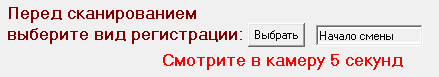 Перед сканированием
выберите вид регистрации: Выбрать Начало смены
Смотрите в камеру 5 секунд